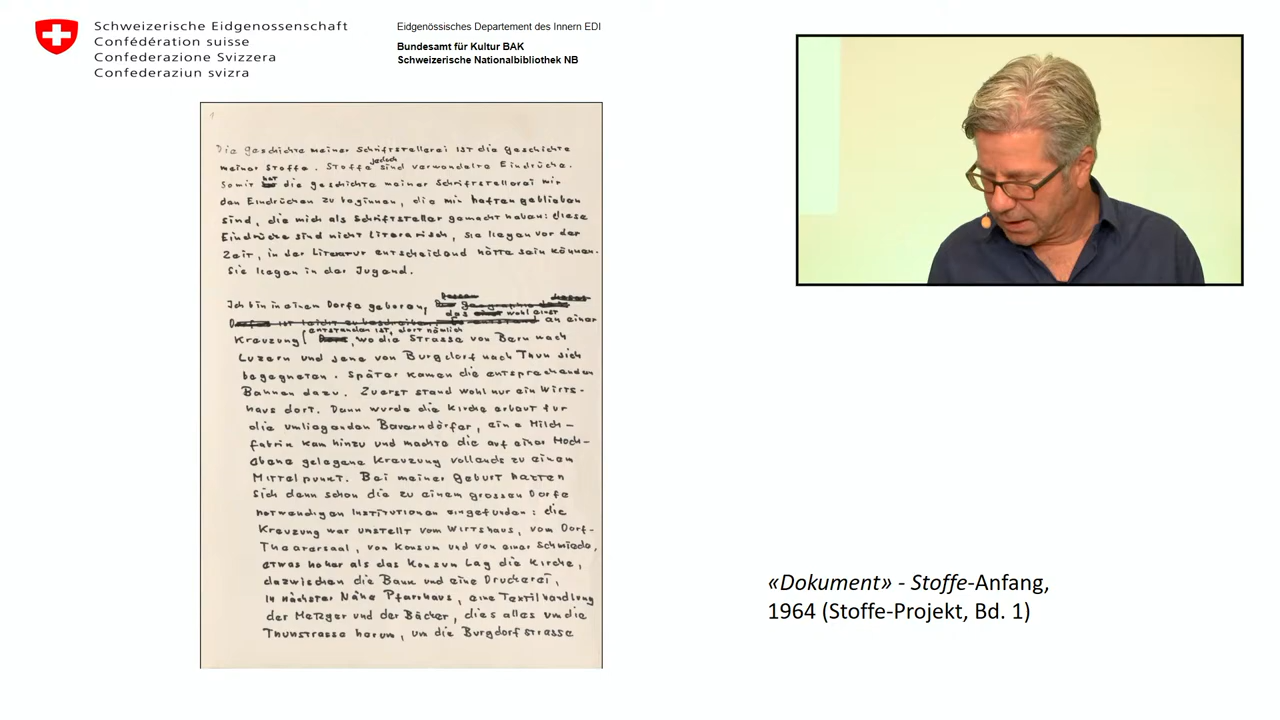 Schweizerische Eidgenossenschaft
Confédération suisse
Confederazione Svizzera
Confederaziun svizra
Eidgenössisches Departement des Innern EDI
Bundesamt für Kultur BAK
Schweizerische Nationalbibliothek NB
1
Die Geschichte meiner Schriftstellerei ist die Geschichte
meiner Stoffe. Stoffe jedoch sind verwandelte Eindrücke.
Somit hat die Geschichte meiner Schriftstellerei mit
den Eindrücken zu beginnen, die mir haften geblieben
sind, die mich als Schriftsteller gemacht haben: diese
Eindrücke sind nicht literarisch, sie liegen vor der
Zeit, in der Literatur entscheidend hätte sein können.
Sie liegen in der Jugend.
Ich bin in einem Dorfe geboren,
das wohl einst
an einer
entstanden ist, dort nämlich
Kreuzung, wo die Strasse von Bern nach
Luzern und jene von Burgdorf nach Thun sich
begegneten. Später kamen die entsprechenden
Bahnen dazu. Zuerst stand wohl nur ein Wirts-
haus dort. Dann wurde die Kirche erbaut für
die umliegenden Bauerndörfer, eine Milch-
fabrik kam hinzu und machte die auf einer Hoch-
ebene gelegene Kreuzung vollends zu einem
Mittelpunkt. Bei meiner Geburt hatten
sich denn schon die zu einem grossen Dorfe
notwendigen Institutionen eingefunden: die
Kreuzung war umstellt vom Wirtshaus, vom Dorf-
Theatersaal, von Konsum und von einer Schmiede,
etwas höher als das Konsum lag die Kirche,
dazwischen die Bank und eine Druckerei,
in nächster Nähe Pfarrhaus, eine Textilhandlung
der Metzger und der Bäcker, dies alles um die
Thunstrasse herum, um die Burgdorfstrasse
«Dokument» - Stoffe-Anfang,
1964 (Stoffe-Projekt, Bd. 1)